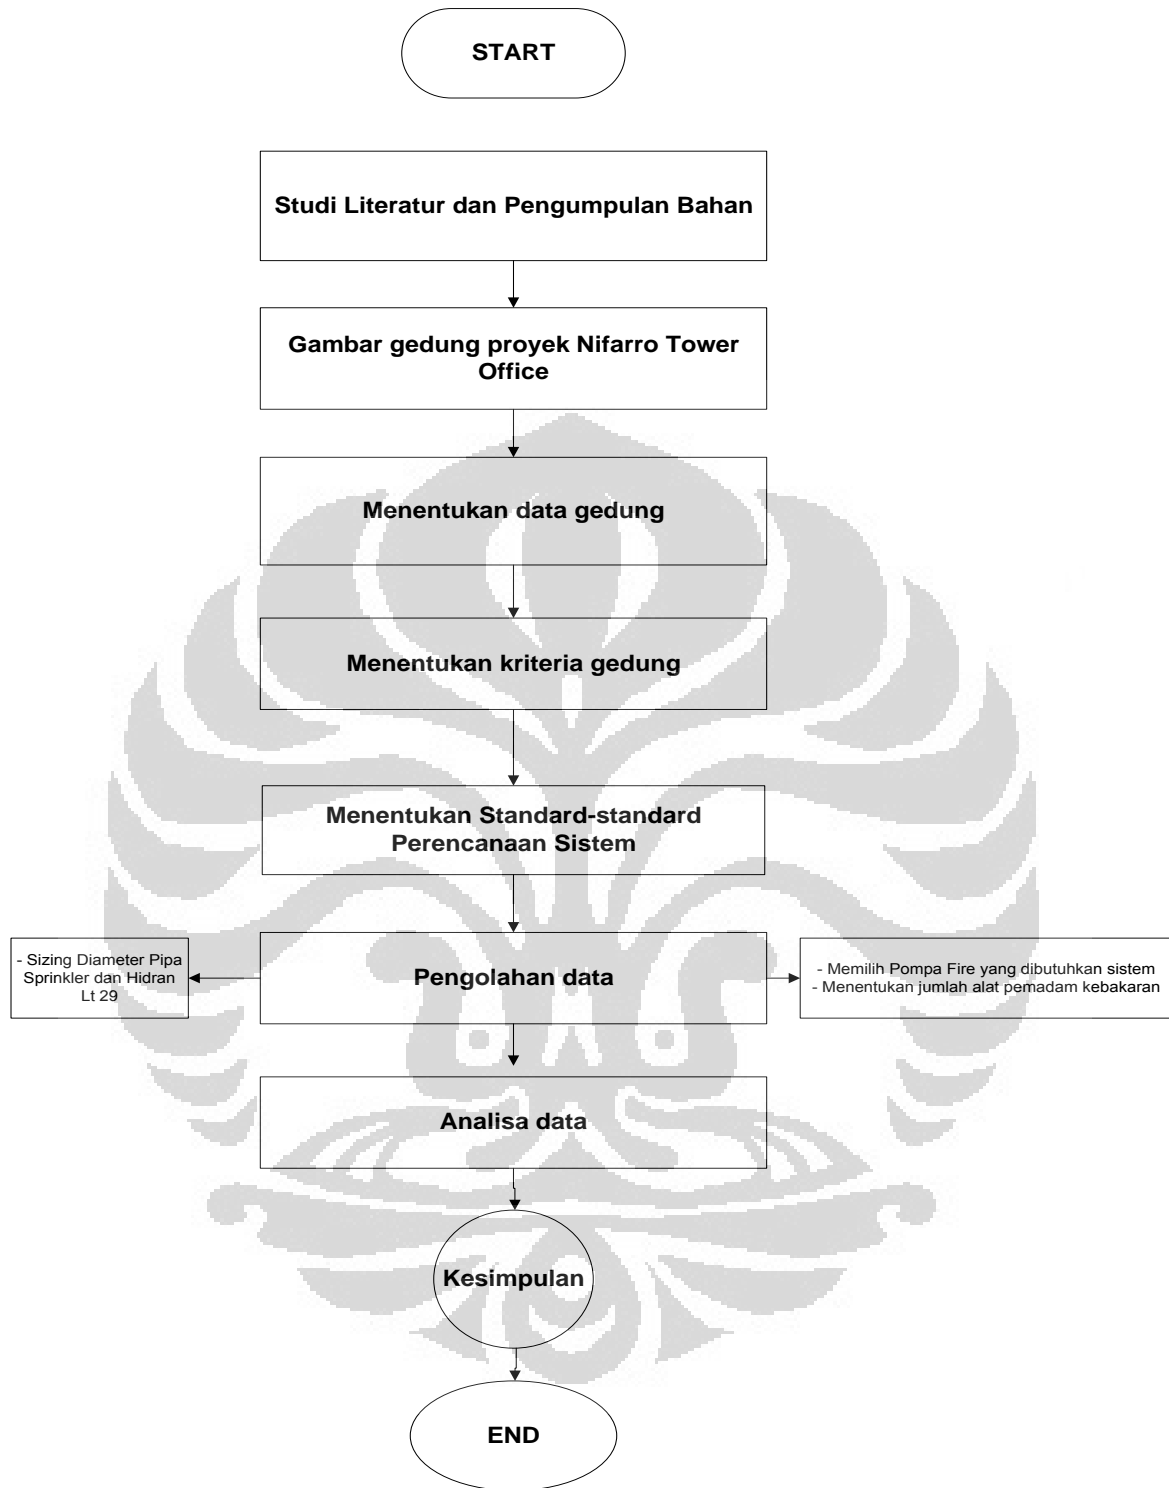 START
Studi Literatur dan Pengumpulan Bahan
Gambar gedung proyek Nifarro Tower
Office
Menentukan data gedung
Menentukan kriteria gedung
Menentukan Standard-standard
Perencanaan Sistem
- Sizing Diameter Pipa
Sprinkler dan Hidran
Lt 29
Pengolahan data
- Memilih Pompa Fire yang dibutuhkan sistem
- Menentukan jumlah alat pemadam kebakaran
Analisa data
Kesimpulan
END